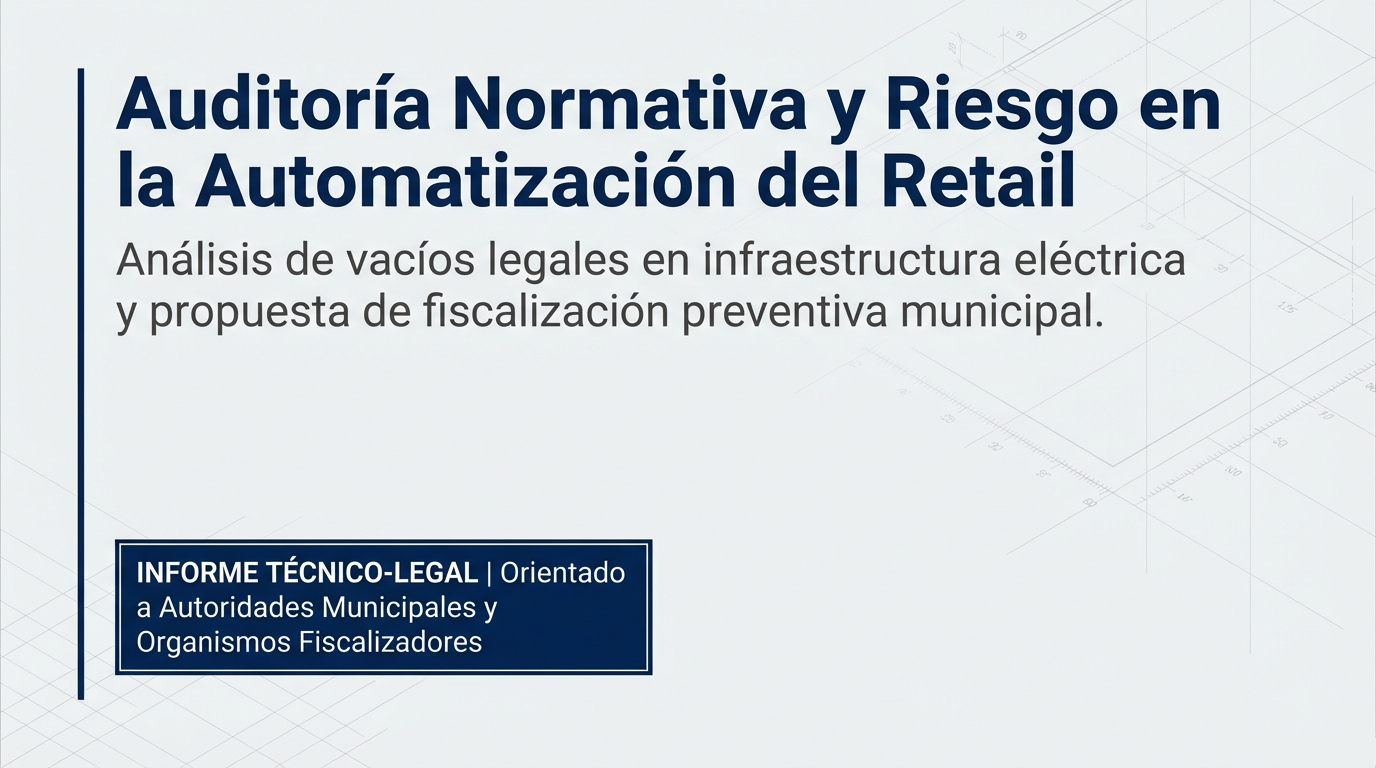 Auditoría Normativa y Riesgo en
la Automatización del Retail
Análisis de vacíos legales en infraestructura eléctrica
y propuesta de fiscalización preventiva municipal.
INFORME TÉCNICO-LEGAL | Orientado
a Autoridades Municipales y
Organismos Fiscalizadores